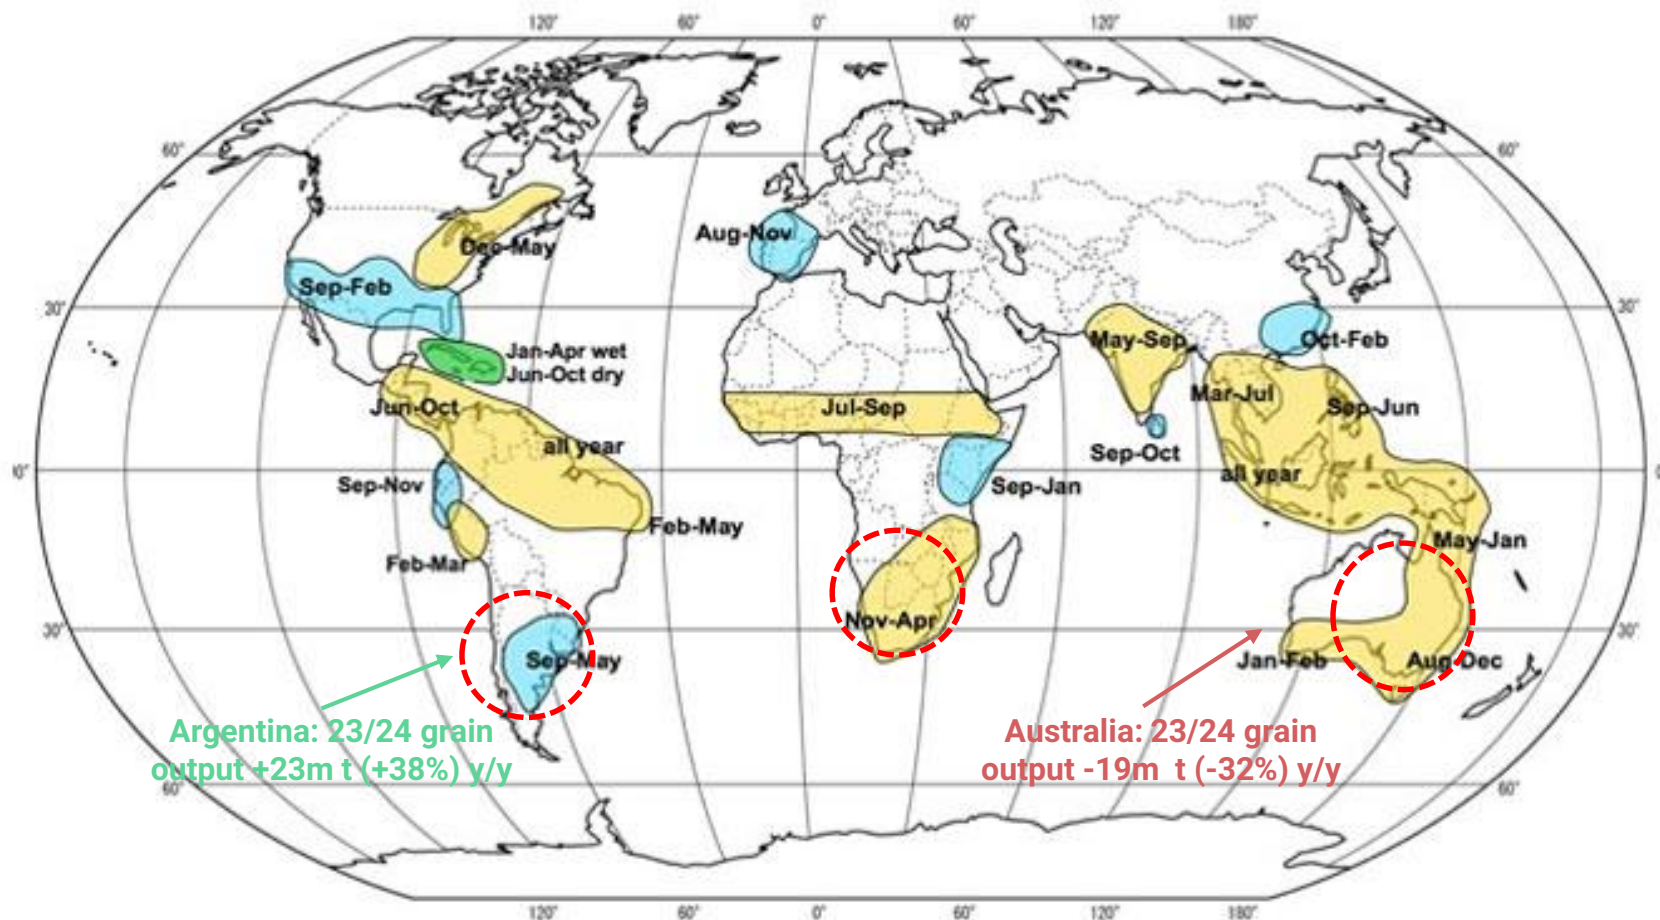 120° 60° 0° 60° 120° 180°
60° 60°
Dec-May
Aug-Nov
Sep-Feb
30° 30°
Jan-Apr wet
Jun-Oct dry
May-Sep
Oct-Feb
Jun-Oct
Jul-Sep
Mar-Jul
Sep-Jun
all year
Sep-Oct
0° 0°
all year
Sep-Nov
Sep-Jan
Feb-May
May-Jan
Feb-Mar
Nov-Apr
30° 30°
Sep-May
Jan-Feb
Aug-Dec
Argentina: 23/24 grain
output +23m t (+38%) y/y
Australia: 23/24 grain
output -19m t (-32%) y/y
60° 60°
120° 60° 0° 60° 120° 180°